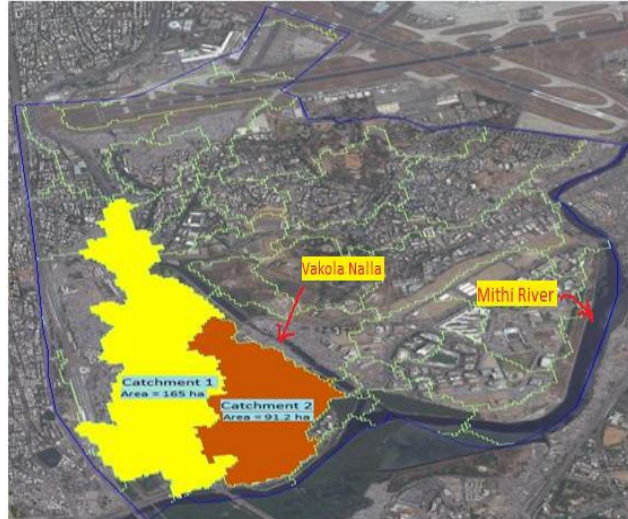 Vakola Nalla
Mithi River
Catchment 1
Area = 165 ha
Catchment 2
Area = 91.2 ha